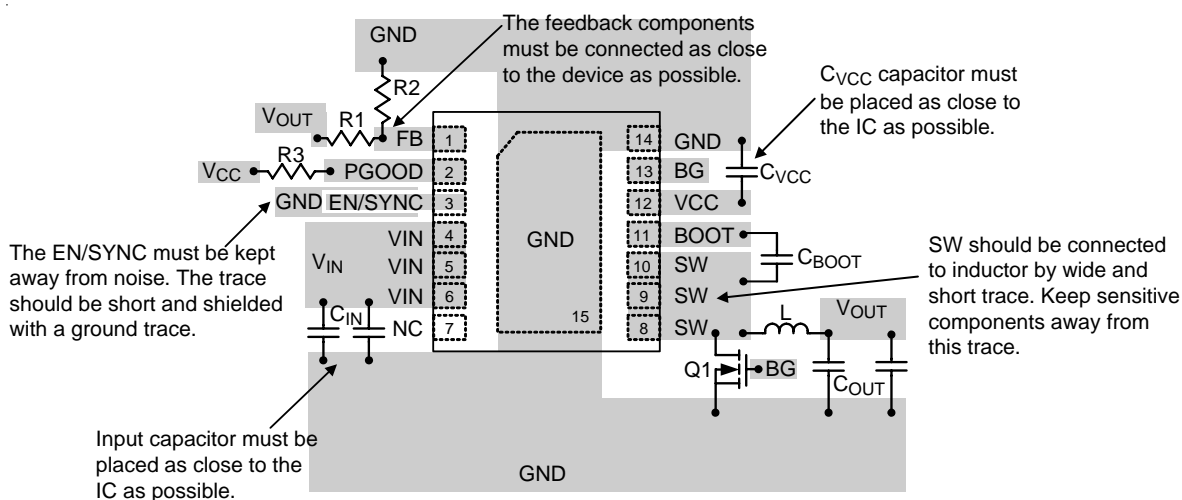 GND
The feedback components
must be connected as close
to the device as possible.
R2
CVCC capacitor must
be placed as close to
the IC as possible.
VOUT
R1
FB
1
14
GND
R3
VCC
PGOOD
2
13
BG
CVCC
GND
EN/SYNC
3
12
VCC
The EN/SYNC must be kept
away from noise. The trace
should be short and shielded
with a ground trace.
VIN
4
11
BOOT
GND
VIN
VIN
5
10
SW
CBOOT
SW should be connected
to inductor by wide and
short trace. Keep sensitive
components away from
this trace.
VIN
6
9
SW
CIN
NC
7
15
8
SW
L
VOUT
Q1
BG
COUT
Input capacitor must be
placed as close to the
IC as possible.
GND